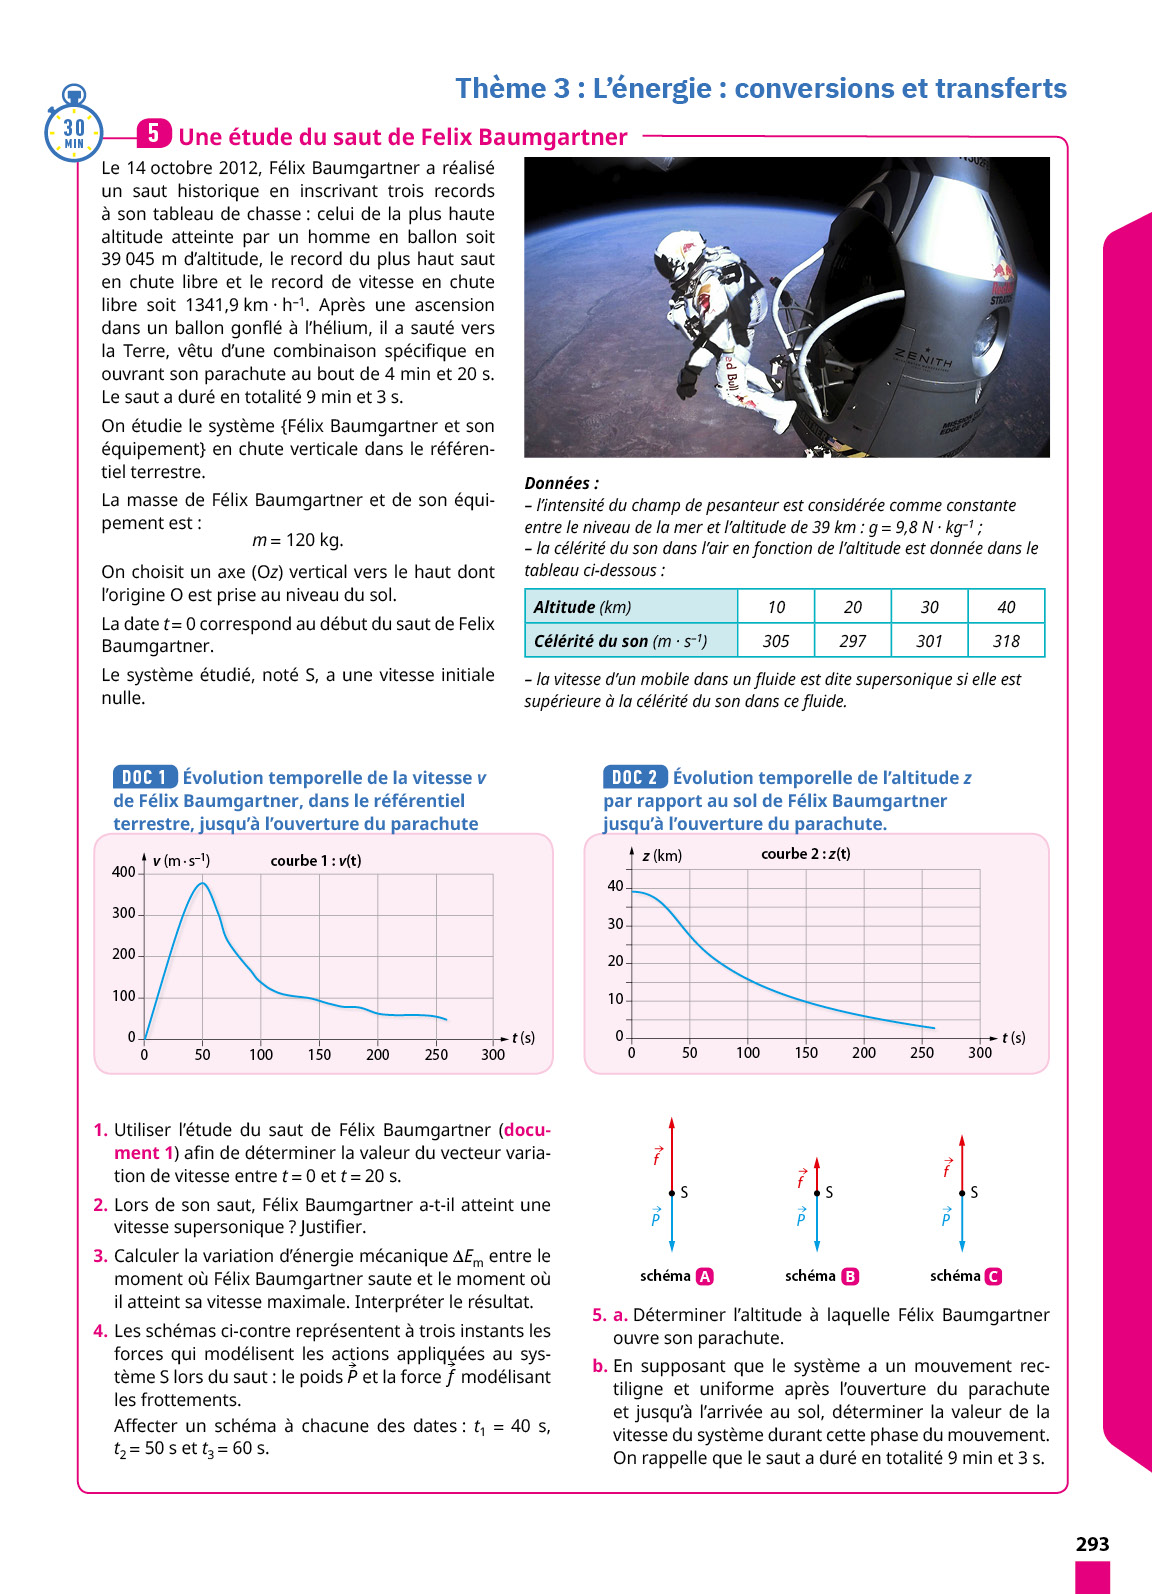 Thème 3 : L’énergie : conversions et transferts
30
MIN
5 Une étude du saut de Felix Baumgartner
Le 14 octobre 2012, Félix Baumgartner a réalisé
un saut historique en inscrivant trois records
à son tableau de chasse : celui de la plus haute
altitude atteinte par un homme en ballon soit
39 045 m d’altitude, le record du plus haut saut
en chute libre et le record de vitesse en chute
libre soit 1341,9 km · h⁻¹. Après une ascension
dans un ballon gonflé à l’hélium, il a sauté vers
la Terre, vêtu d’une combinaison spécifique en
ouvrant son parachute au bout de 4 min et 20 s.
Le saut a duré en totalité 9 min et 3 s.
On étudie le système {Félix Baumgartner et son
équipement} en chute verticale dans le référen-
tiel terrestre.
La masse de Félix Baumgartner et de son équi-
pement est :
m = 120 kg.
On choisit un axe (Oz) vertical vers le haut dont
l’origine O est prise au niveau du sol.
La date t = 0 correspond au début du saut de Felix
Baumgartner.
Le système étudié, noté S, a une vitesse initiale
nulle.
Red Bull
STRATOS
ZENITH
ed Bull
Données :
– l’intensité du champ de pesanteur est considérée comme constante
entre le niveau de la mer et l’altitude de 39 km : g = 9,8 N · kg⁻¹ ;
– la célérité du son dans l’air en fonction de l’altitude est donnée dans le
tableau ci-dessous :
Altitude (km) 10 20 30 40
Célérité du son (m · s⁻¹) 305 297 301 318
– la vitesse d’un mobile dans un fluide est dite supersonique si elle est
supérieure à la célérité du son dans ce fluide.
DOC 1 Évolution temporelle de la vitesse v
de Félix Baumgartner, dans le référentiel
terrestre, jusqu’à l’ouverture du parachute
v (m · s⁻¹) courbe 1 : v(t)
400
300
200
100
0
0 50 100 150 200 250 300
t (s)
DOC 2 Évolution temporelle de l’altitude z
par rapport au sol de Félix Baumgartner
jusqu’à l’ouverture du parachute.
z (km) courbe 2 : z(t)
40
30
20
10
0
0 50 100 150 200 250 300
t (s)
1. Utiliser l’étude du saut de Félix Baumgartner (docu-
ment 1) afin de déterminer la valeur du vecteur varia-
tion de vitesse entre t = 0 et t = 20 s.
2. Lors de son saut, Félix Baumgartner a-t-il atteint une
vitesse supersonique ? Justifier.
3. Calculer la variation d’énergie mécanique ΔEₘ entre le
moment où Félix Baumgartner saute et le moment où
il atteint sa vitesse maximale. Interpréter le résultat.
4. Les schémas ci-contre représentent à trois instants les
forces qui modélisent les actions appliquées au sys-
tème S lors du saut : le poids P⃗ et la force f⃗ modélisant
les frottements.
Affecter un schéma à chacune des dates : t₁ = 40 s,
t₂ = 50 s et t₃ = 60 s.
f⃗ S P⃗
schéma A
f⃗ S P⃗
schéma B
f⃗ S P⃗
schéma C
5. a. Déterminer l’altitude à laquelle Félix Baumgartner
ouvre son parachute.
b. En supposant que le système a un mouvement rec-
tiligne et uniforme après l’ouverture du parachute
et jusqu’à l’arrivée au sol, déterminer la valeur de la
vitesse du système durant cette phase du mouvement.
On rappelle que le saut a duré en totalité 9 min et 3 s.
293